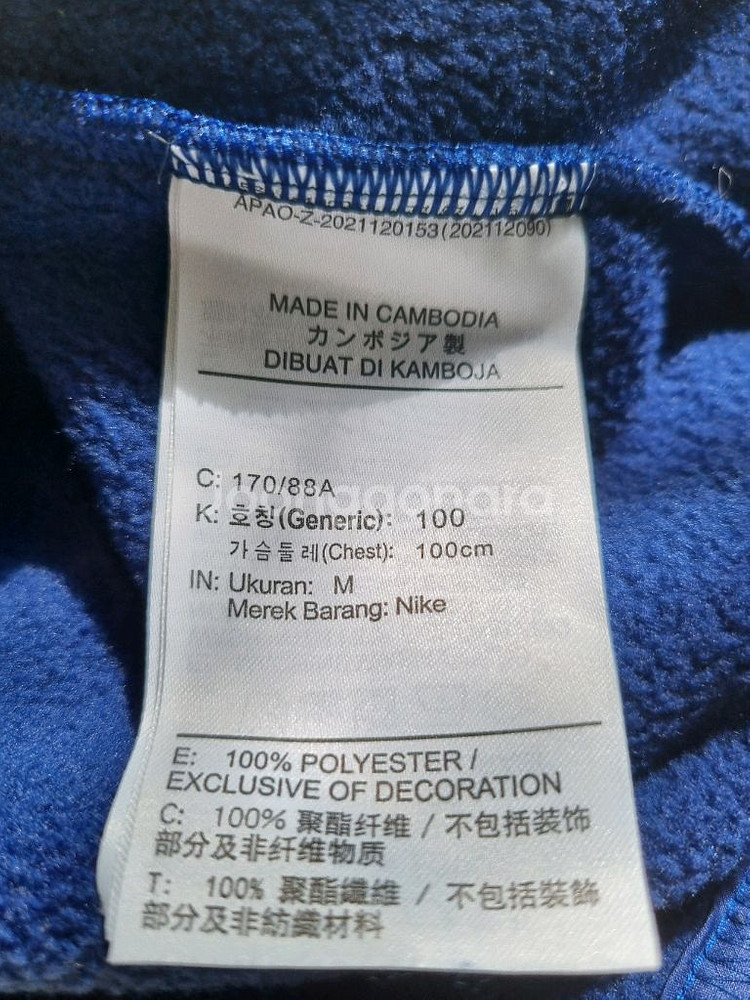 APAO-Z-2021120153(202112090)
MADE IN CAMBODIA
カンボジア製
DIBUAT DI KAMBOJA
C: 170/88A
K: 호칭(Generic): 100
가슴둘레(Chest): 100cm
IN: Ukuran: M
Merek Barang: Nike
E: 100% POLYESTER /
EXCLUSIVE OF DECORATION
C: 100% 聚酯纤维 / 不包括装饰
部分及非纤维物质
T: 100% 聚酯纖維 / 不包括裝飾
部分及非紡織材料